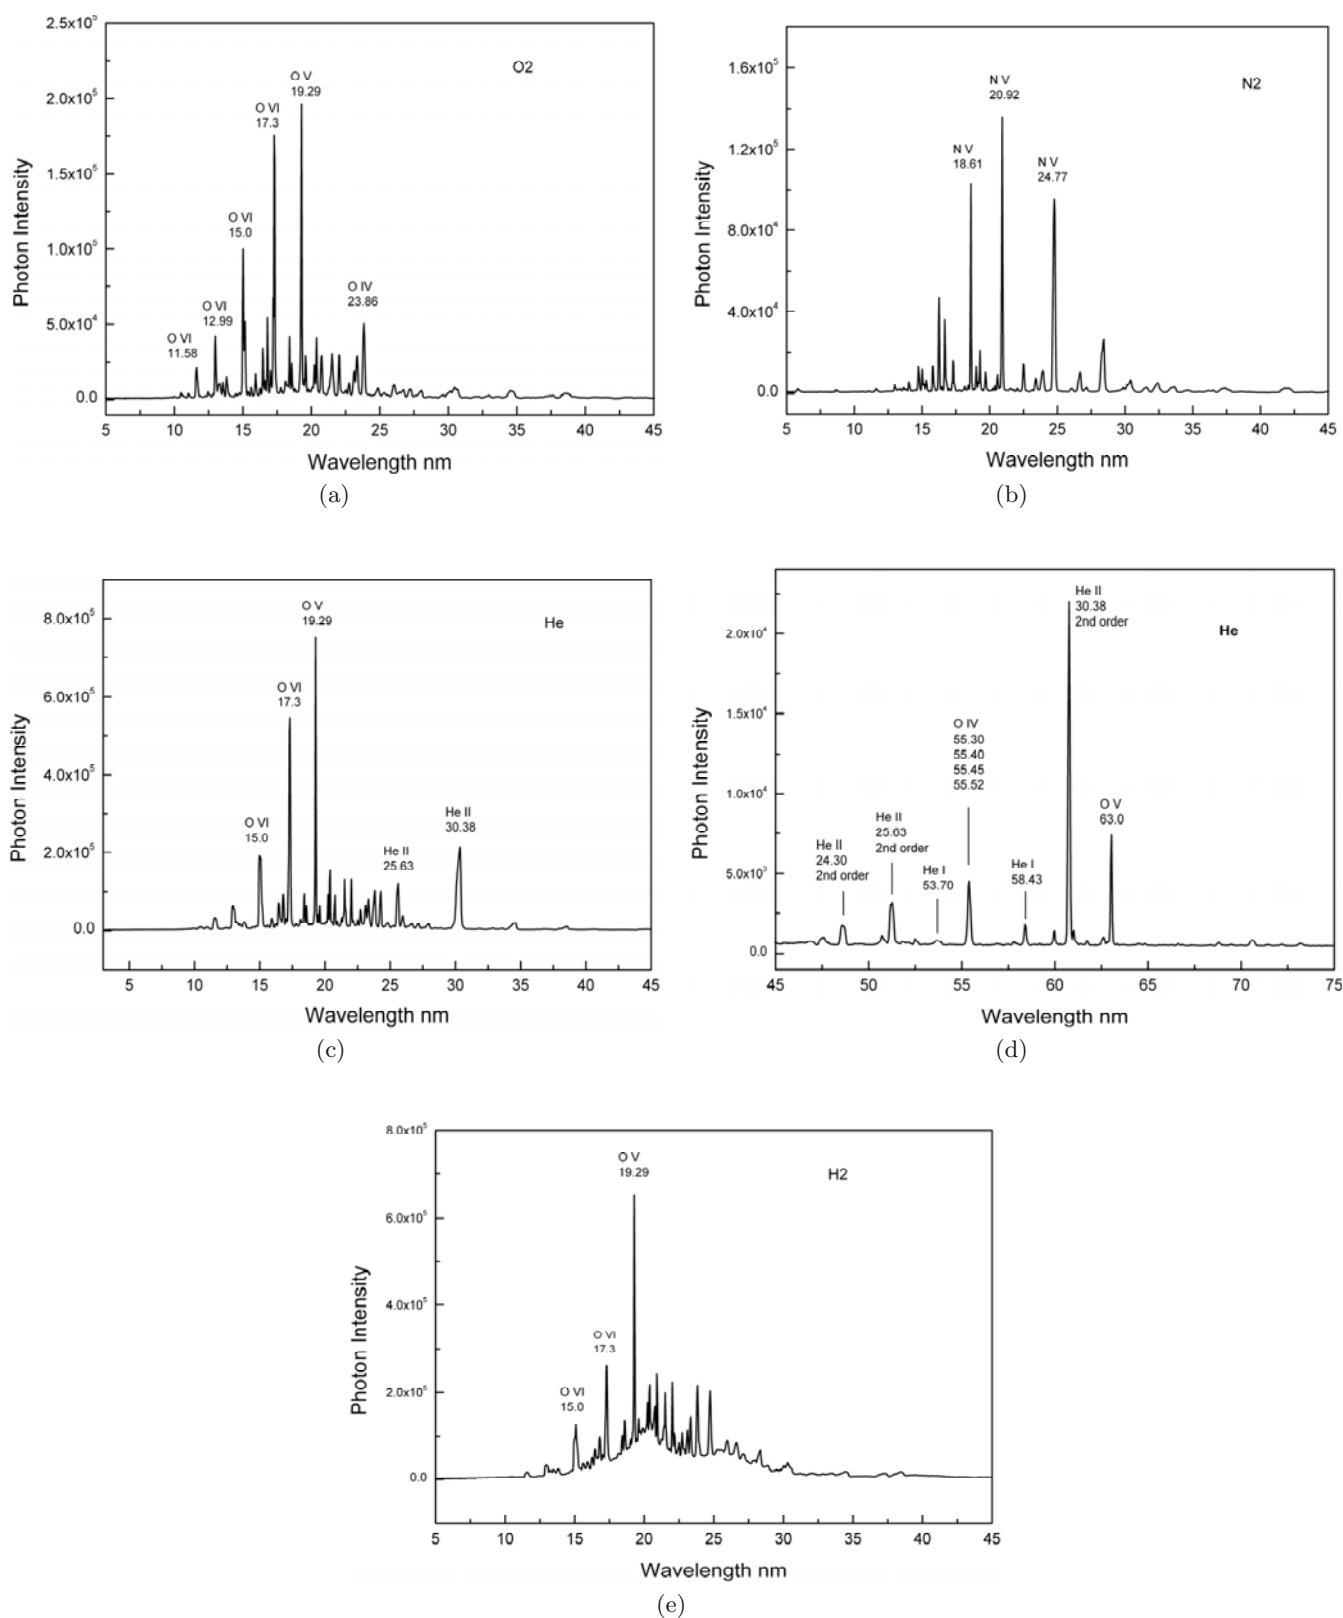 2.5x10⁵
2.0x10⁵
1.5x10⁵
1.0x10⁵
5.0x10⁴
0.0
Photon Intensity
O VI
11.58
O VI
12.99
O VI
15.0
O VI
17.3
O V
19.29
O IV
23.86
O2
5 10 15 20 25 30 35 40 45
Wavelength nm
(a)
1.6x10⁵
1.2x10⁵
8.0x10⁴
4.0x10⁴
0.0
Photon Intensity
N V
18.61
N V
20.92
N V
24.77
N2
5 10 15 20 25 30 35 40 45
Wavelength nm
(b)
8.0x10⁵
6.0x10⁵
4.0x10⁵
2.0x10⁵
0.0
Photon Intensity
O VI
15.0
O VI
17.3
O V
19.29
He II
25.63
He II
30.38
He
5 10 15 20 25 30 35 40 45
Wavelength nm
(c)
2.0x10⁴
1.5x10⁴
1.0x10⁴
5.0x10³
0.0
Photon Intensity
He II
24.30
2nd order
He II
25.63
2nd order
He I
53.70
O IV
55.30
55.40
55.45
55.52
He I
58.43
He II
30.38
2nd order
O V
63.0
He
45 50 55 60 65 70 75
Wavelength nm
(d)
8.0x10⁵
6.0x10⁵
4.0x10⁵
2.0x10⁵
0.0
Photon Intensity
O VI
15.0
O VI
17.3
O V
19.29
H2
5 10 15 20 25 30 35 40 45
Wavelength nm
(e)